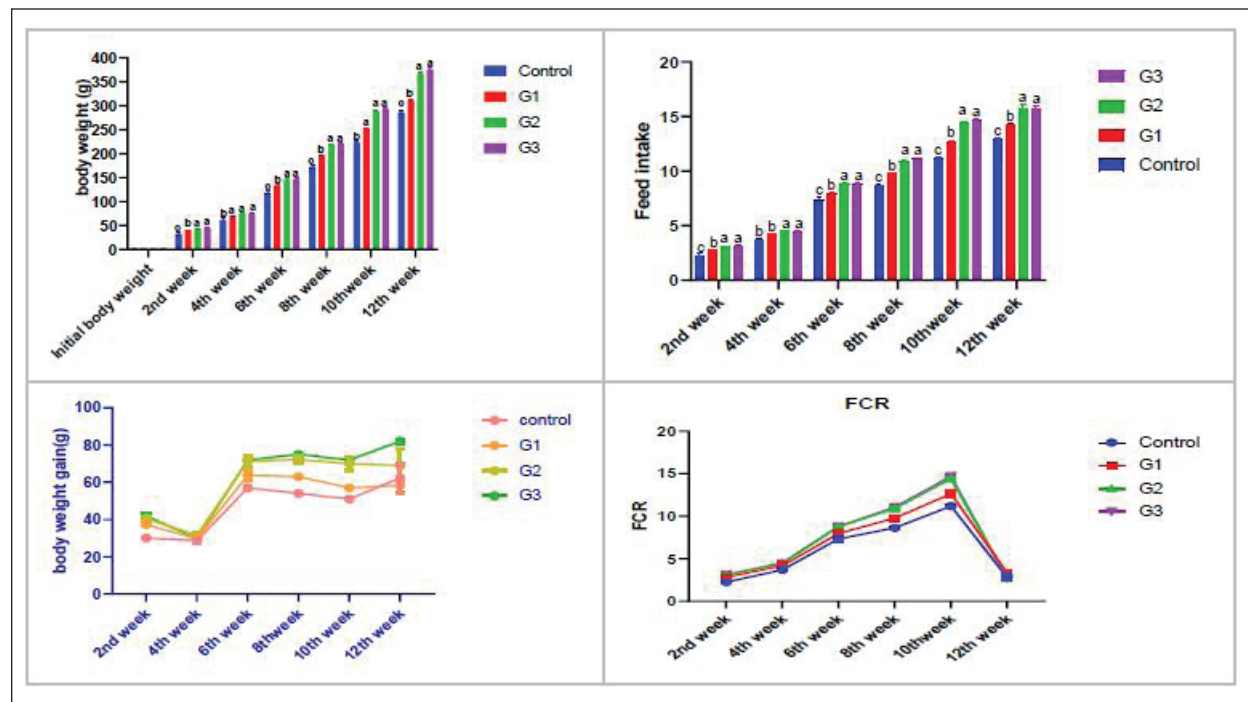 400
350
300
250
200
150
100
50
0
body weight (g)
c b a a
b a a a
c b a a
c b a a
b a a a
c b a a
Initial body weight
2nd week
4th week
6th week
8th week
10thweek
12th week
Control
G1
G2
G3
20
15
10
5
0
Feed intake
c b a a
b b a a
c b a a
c b a a
c b a a
c b a a
2nd week
4th week
6th week
8th week
10thweek
12th week
G3
G2
G1
Control
100
80
60
40
20
0
body weight gain(g)
2nd week
4th week
6th week
8thweek
10th week
12th week
control
G1
G2
G3
FCR
20
15
10
5
0
FCR
2nd week
4th week
6th week
8th week
10thweek
12th week
Control
G1
G2
G3